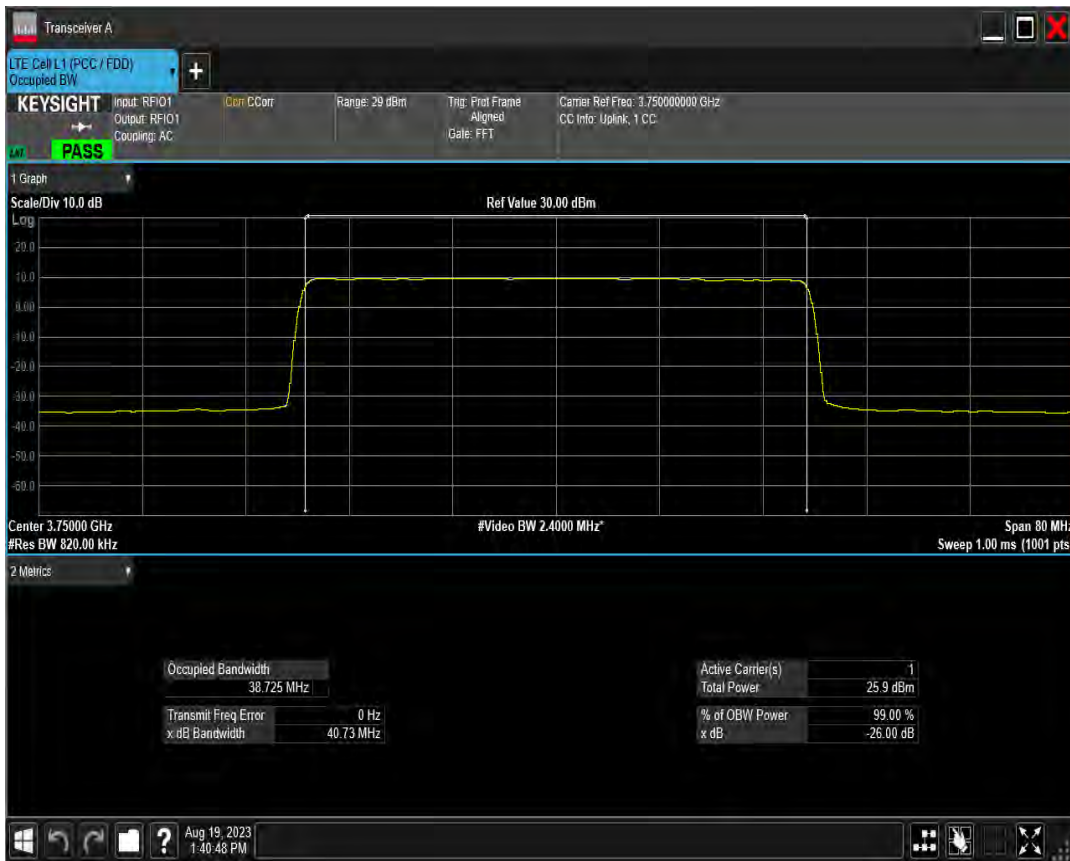 Transceiver A
LTE Cell L1 (PCC / FDD)
Occupied BW
+
KEYSIGHT
Input: RFIO1
Output: RFIO1
Coupling: AC
Corr CCorr
Range: 29 dBm
Trig: Prot Frame
Aligned
Gate: FFT
Carrier Ref Freq: 3.750000000 GHz
CC Info: Uplink, 1 CC
PASS
1 Graph
Scale/Div 10.0 dB
Ref Value 30.00 dBm
Log
20.0
10.0
0.00
-10.0
-20.0
-30.0
-40.0
-50.0
-60.0
Center 3.75000 GHz
#Video BW 2.4000 MHz*
Span 80 MHz
#Res BW 820.00 kHz
Sweep 1.00 ms (1001 pts
2 Metrics
Occupied Bandwidth
38.725 MHz
Transmit Freq Error 0 Hz
x dB Bandwidth 40.73 MHz
Active Carrier(s) 1
Total Power 25.9 dBm
% of OBW Power 99.00 %
x dB -26.00 dB
?
Aug 19, 2023
1:40:48 PM